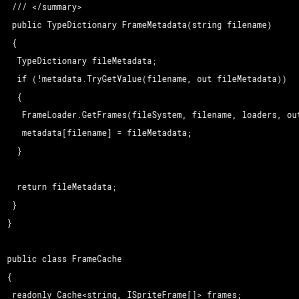 /// </summary>
public TypeDictionary FrameMetadata(string filename)
{
TypeDictionary fileMetadata;
if (!metadata.TryGetValue(filename, out fileMetadata))
{
FrameLoader.GetFrames(fileSystem, filename, loaders, out
metadata[filename] = fileMetadata;
}
return fileMetadata;
}
}
public class FrameCache
{
readonly Cache<string, ISpriteFrame[]> frames;